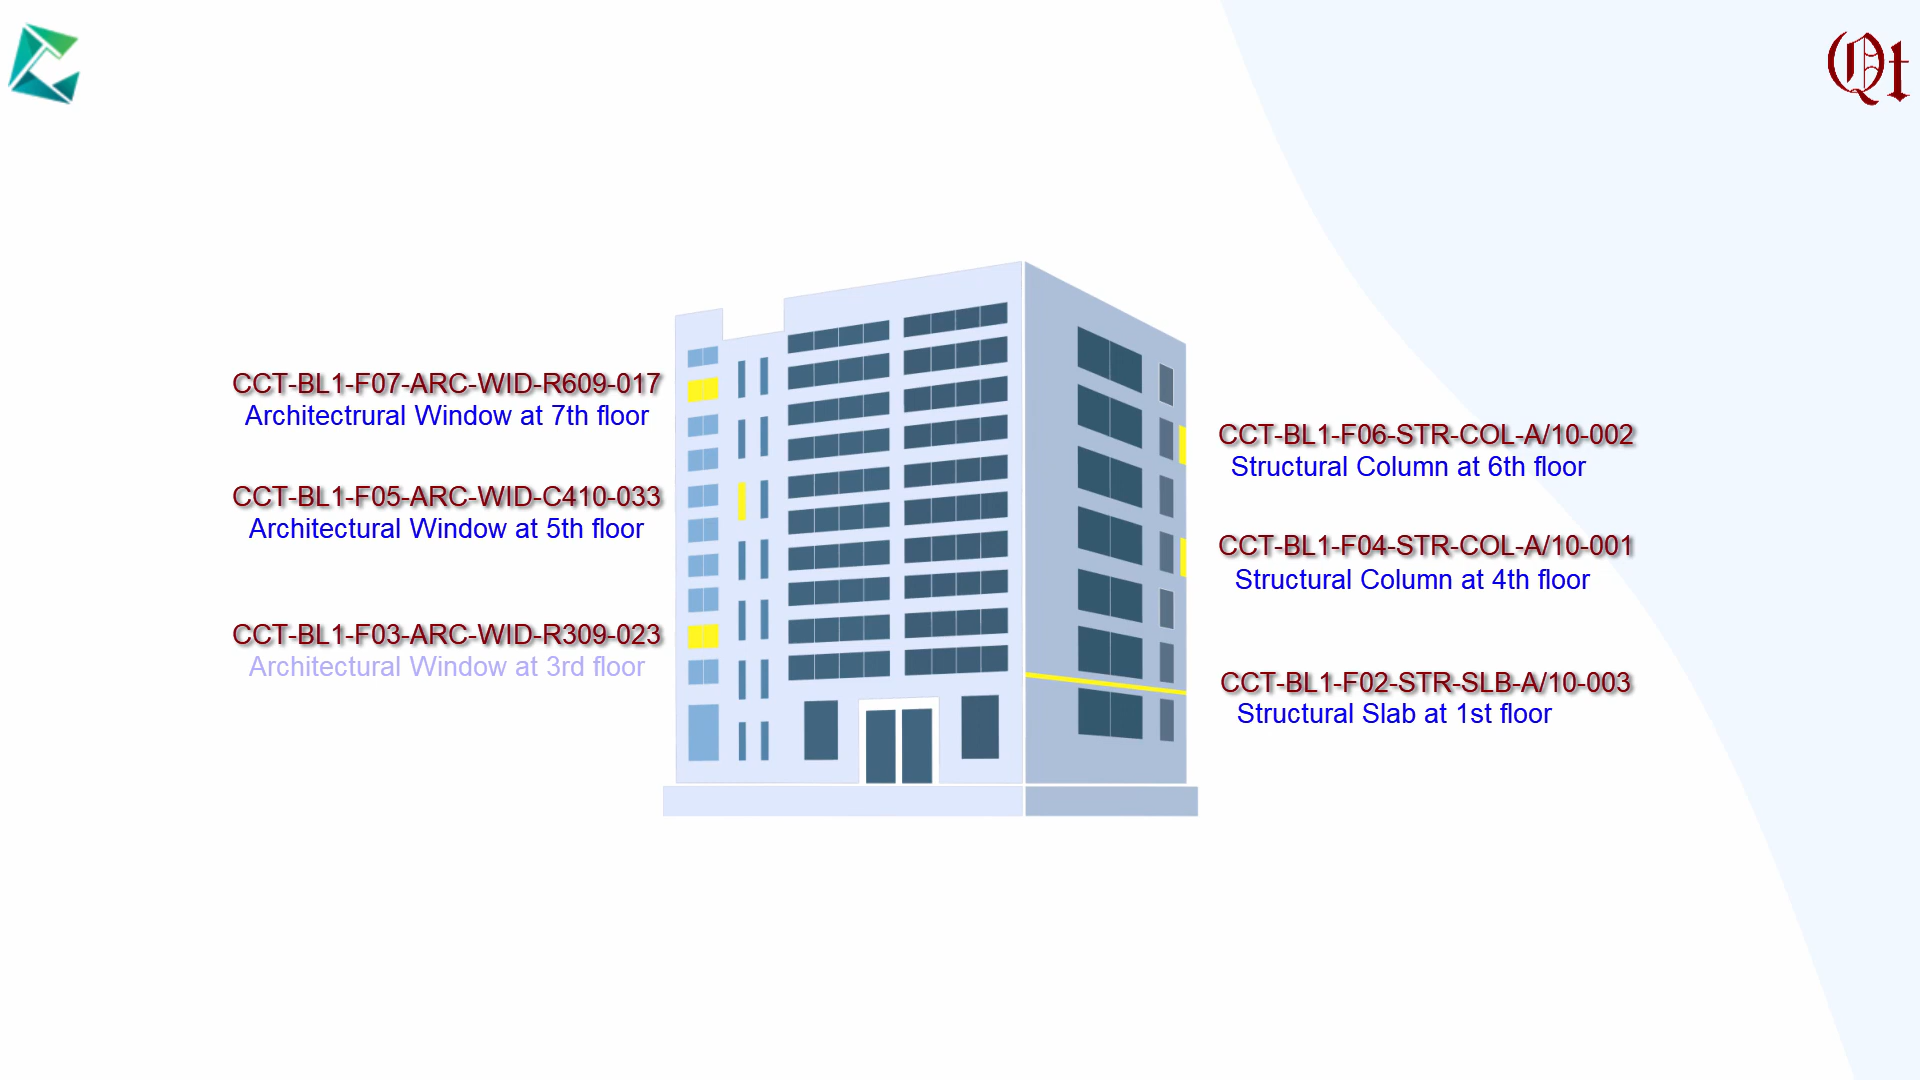 Qt
CCT-BL1-F07-ARC-WID-R609-017
Architectrural Window at 7th floor
CCT-BL1-F05-ARC-WID-C410-033
Architectural Window at 5th floor
CCT-BL1-F03-ARC-WID-R309-023
Architectural Window at 3rd floor
CCT-BL1-F06-STR-COL-A/10-002
Structural Column at 6th floor
CCT-BL1-F04-STR-COL-A/10-001
Structural Column at 4th floor
CCT-BL1-F02-STR-SLB-A/10-003
Structural Slab at 1st floor